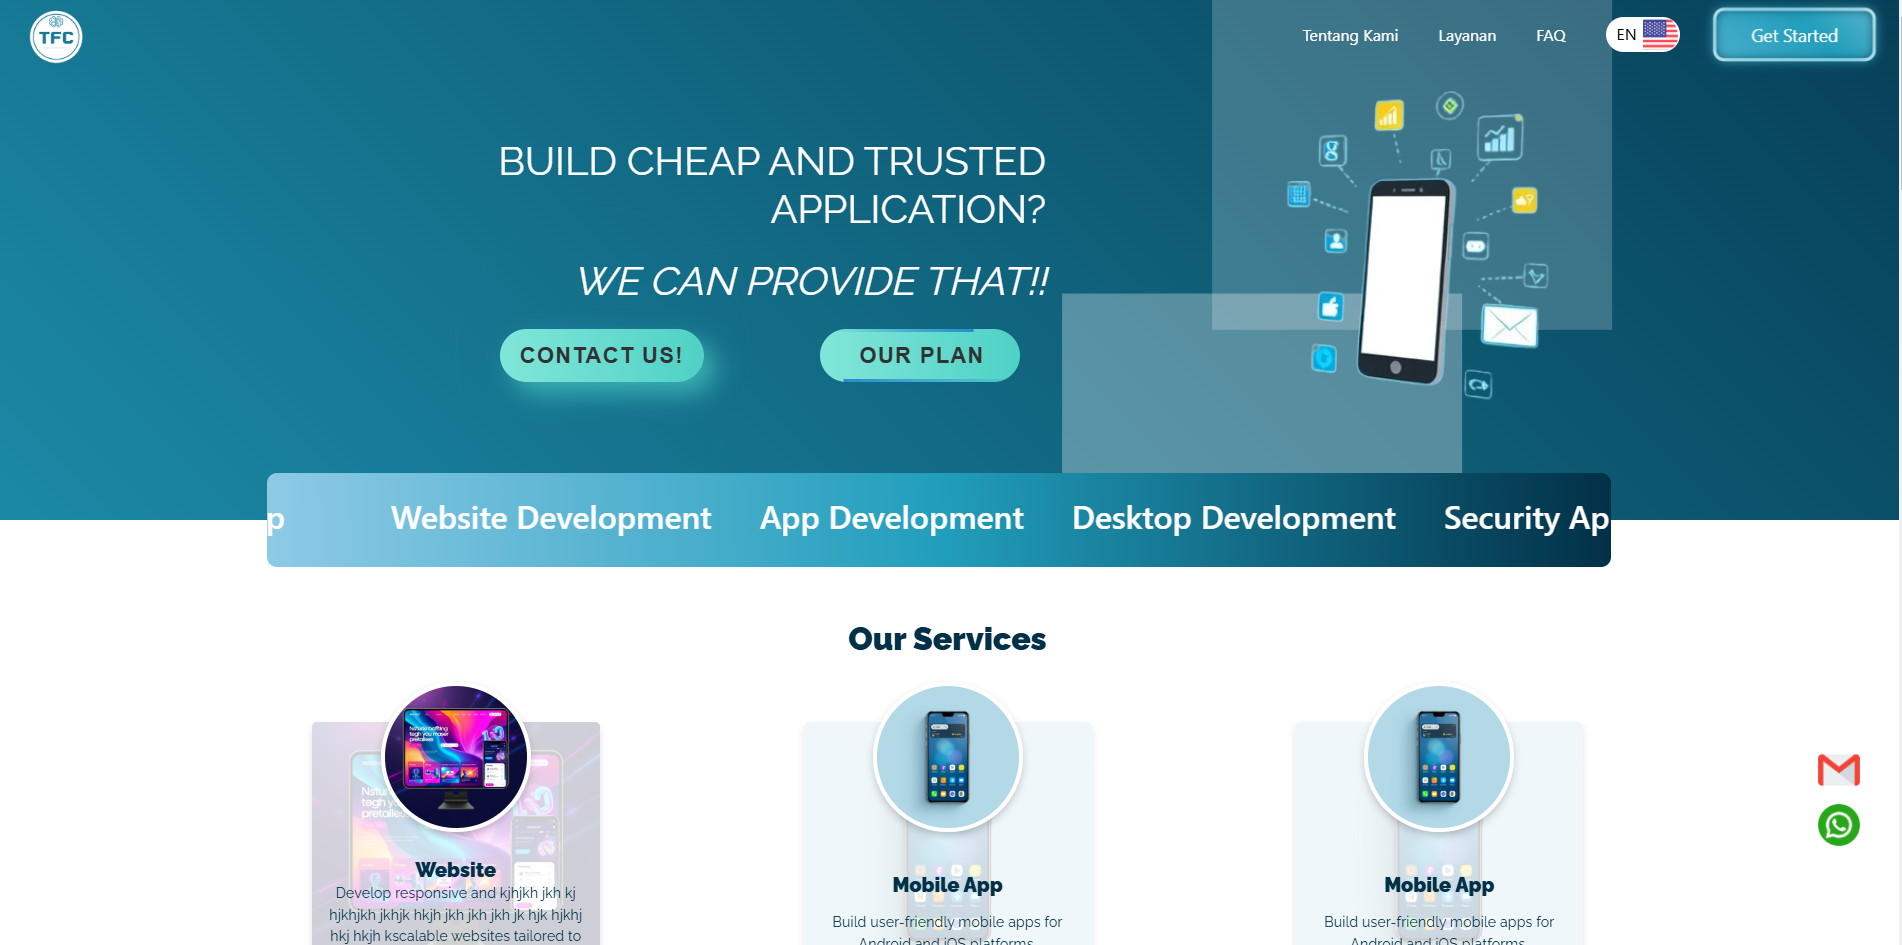 TFC
Tentang Kami
Layanan
FAQ
EN
Get Started
BUILD CHEAP AND TRUSTED
APPLICATION?
WE CAN PROVIDE THAT!!
CONTACT US!
OUR PLAN
p
Website Development
App Development
Desktop Development
Security Ap
Our Services
Website
Develop responsive and kjhjkh jkh kj
hjkhjkh jkhjk hkjh jkh jkh jkh jk hjk hjkhj
hkj hkjh kscalable websites tailored to
Mobile App
Build user-friendly mobile apps for
Android and iOS platforms
Mobile App
Build user-friendly mobile apps for
Android and iOS platforms